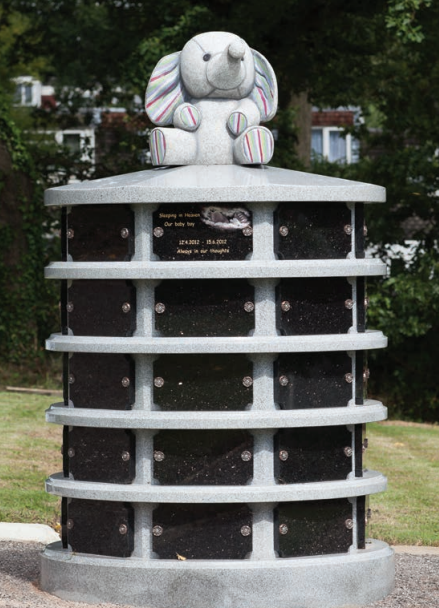 Sleeping in Heaven
Our baby boy
12.4.2012 - 15.6.2012
Always in our thoughts